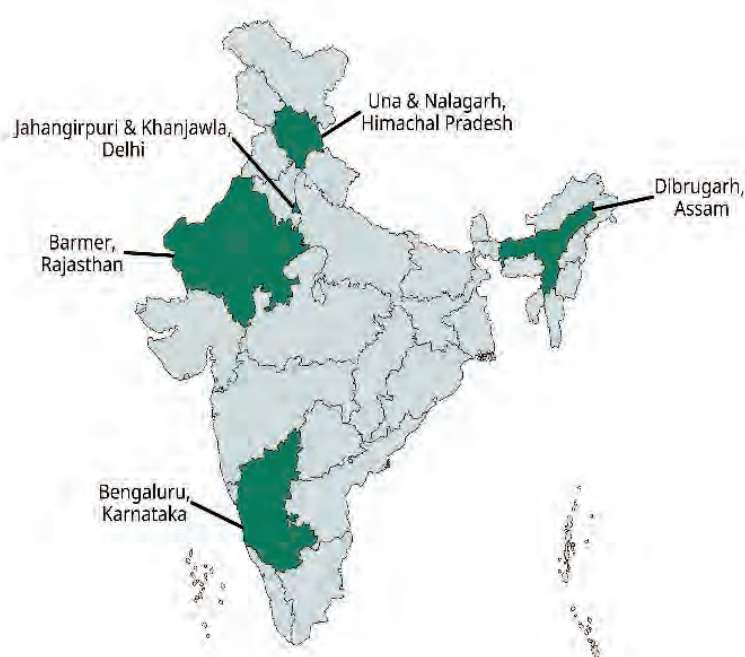 Una & Nalagarh,
Himachal Pradesh
Jahangirpuri & Khanjawla,
Delhi
Dibrugarh,
Assam
Barmer,
Rajasthan
Bengaluru,
Karnataka